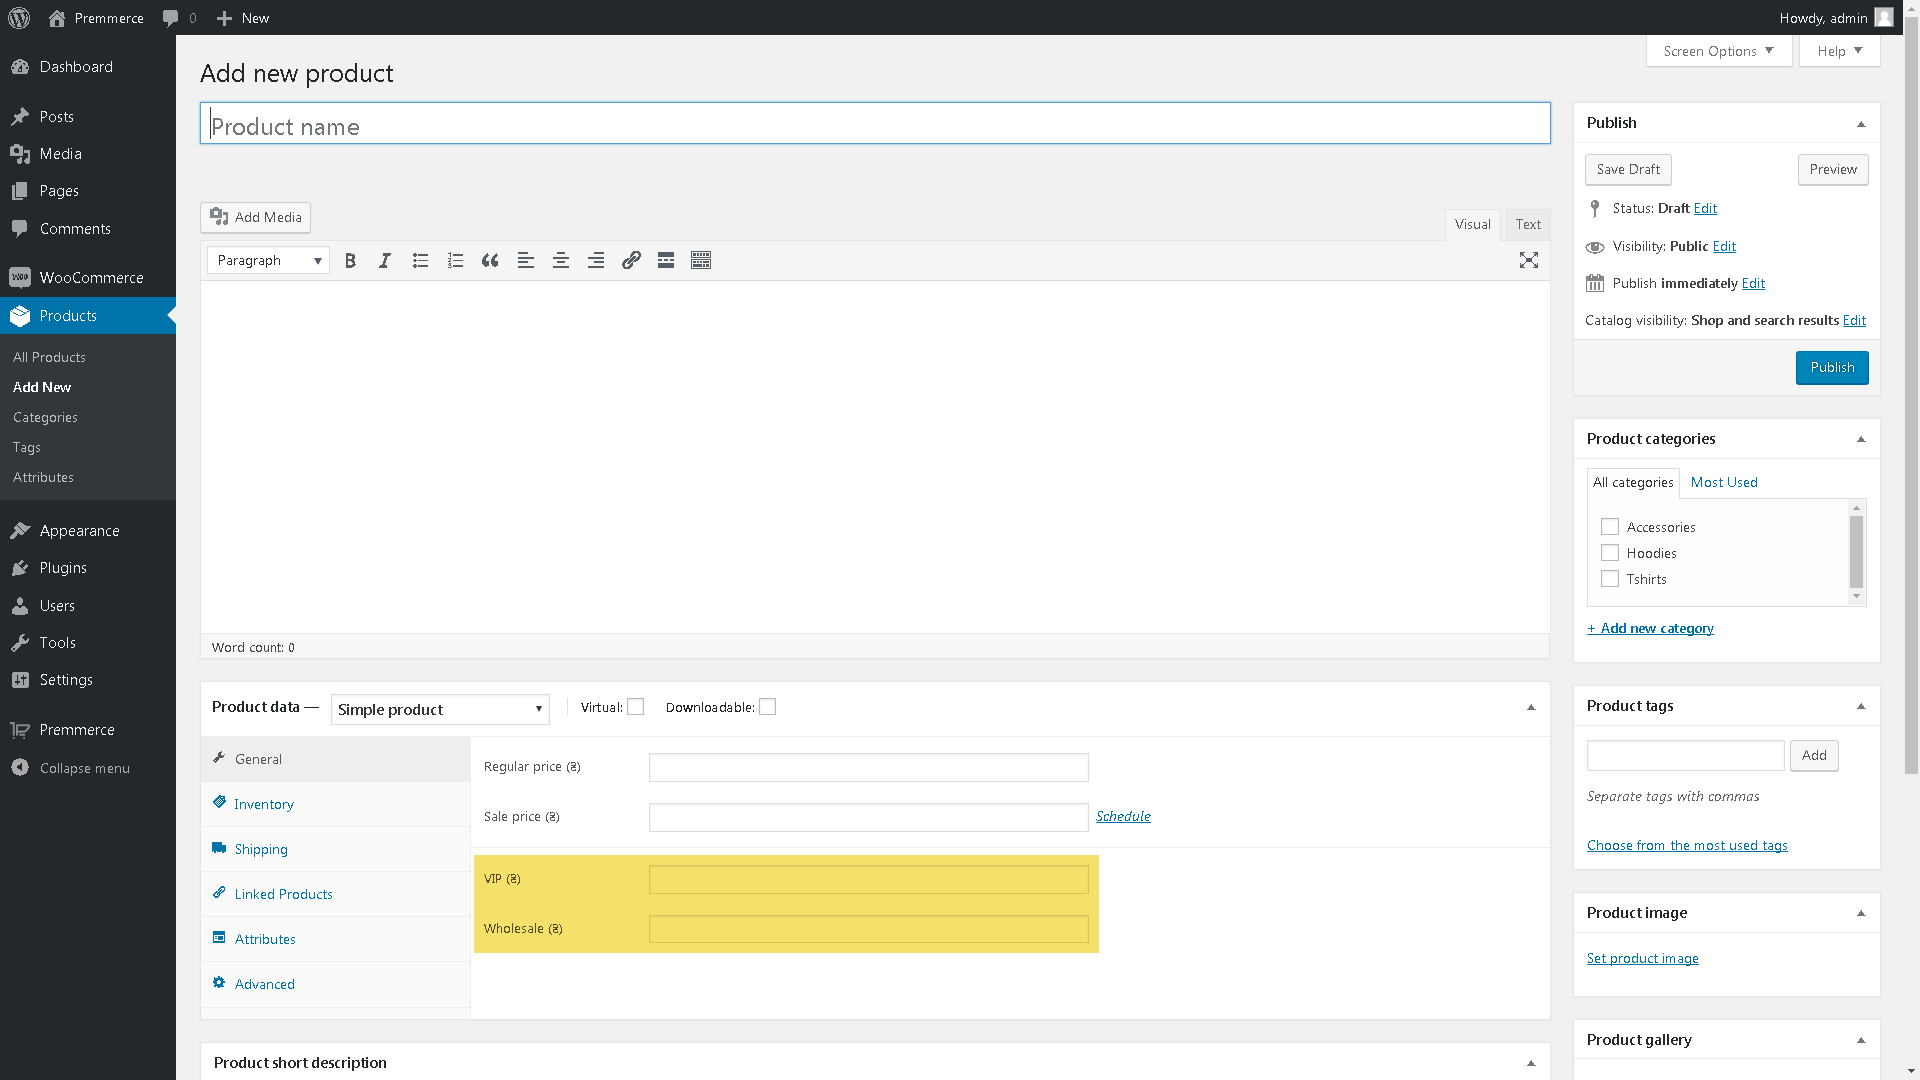 Premmerce
0
New
Howdy, admin
Dashboard
Posts
Media
Pages
Comments
WooCommerce
Products
All Products
Add New
Categories
Tags
Attributes
Appearance
Plugins
Users
Tools
Settings
Premmerce
Collapse menu
Screen Options
Help
Add new product
Product name
Add Media
Visual
Text
Paragraph
Word count: 0
Product data —
Simple product
Virtual:
Downloadable:
General
Inventory
Shipping
Linked Products
Attributes
Advanced
Regular price (₴)
Sale price (₴)
Schedule
VIP (₴)
Wholesale (₴)
Product short description
Publish
Save Draft
Preview
Status: Draft Edit
Visibility: Public Edit
Publish immediately Edit
Catalog visibility: Shop and search results Edit
Publish
Product categories
All categories
Most Used
Accessories
Hoodies
Tshirts
+ Add new category
Product tags
Add
Separate tags with commas
Choose from the most used tags
Product image
Set product image
Product gallery